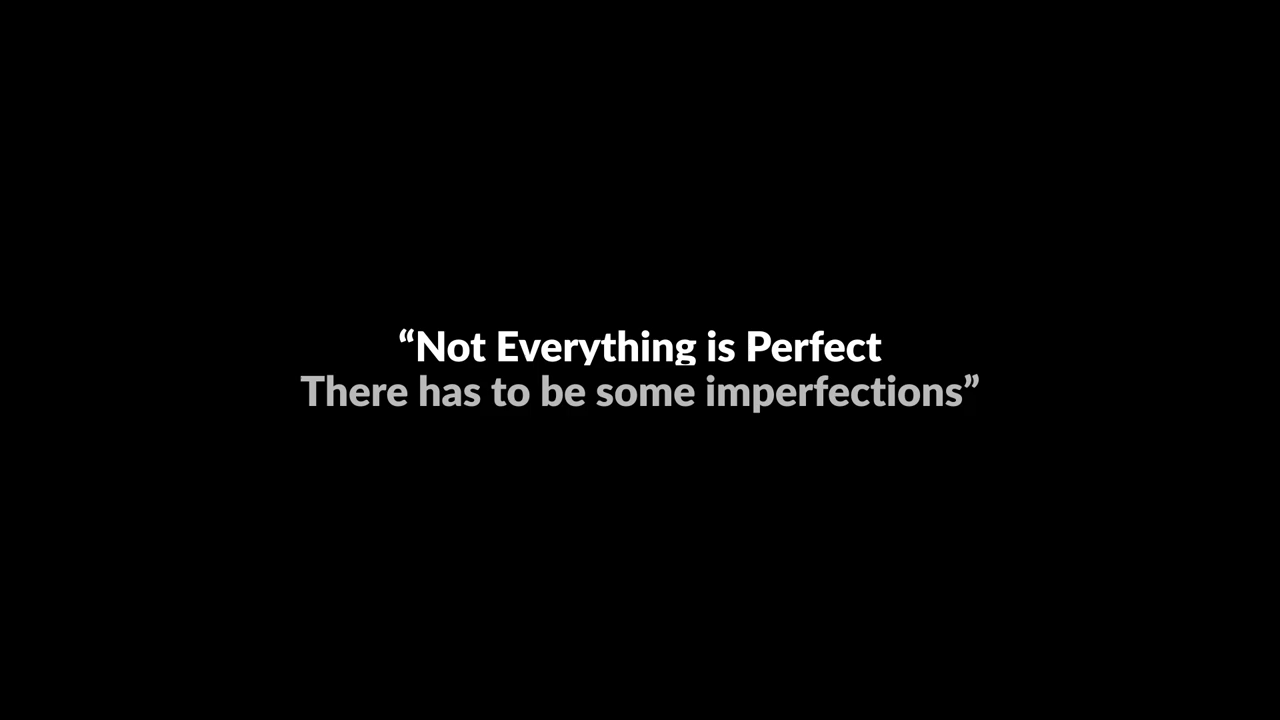 “Not Everything is Perfect
There has to be some imperfections”